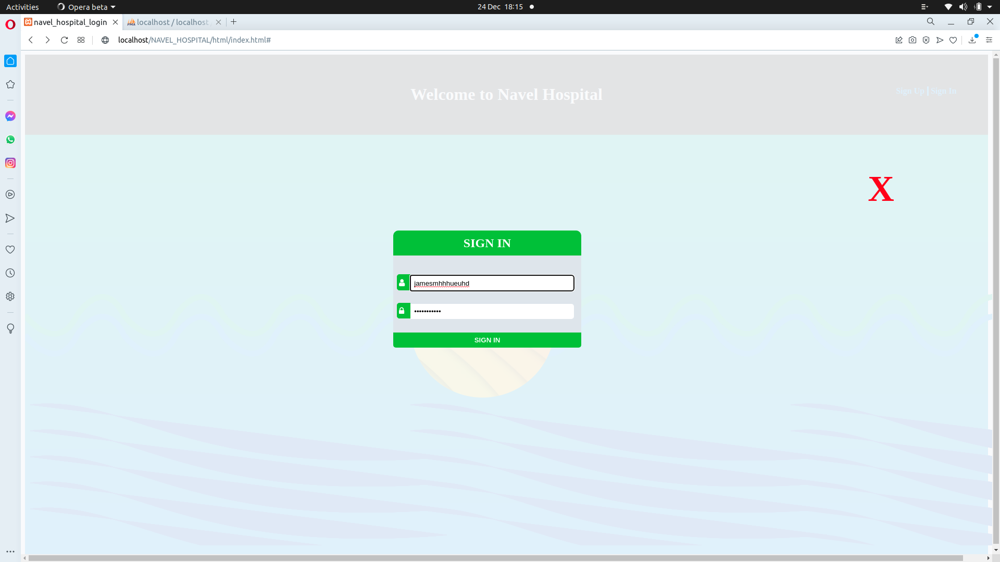 Activities
Opera beta
24 Dec 18:15
navel_hospital_login
PMA localhost / localhost
localhost/NAVEL_HOSPITAL/html/index.html#
Welcome to Navel Hospital
Sign Up | Sign In
X
SIGN IN
jamesmhhhueuhd
•••••••••••
SIGN IN